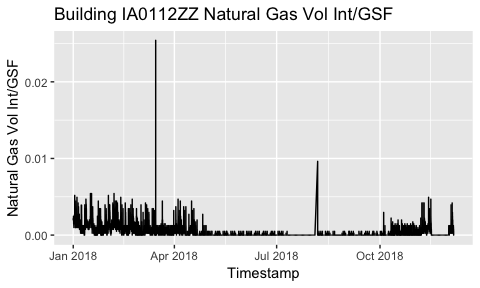 Building IA0112ZZ Natural Gas Vol Int/GSF
Natural Gas Vol Int/GSF
0.02
0.01
0.00
Jan 2018
Apr 2018
Jul 2018
Oct 2018
Timestamp